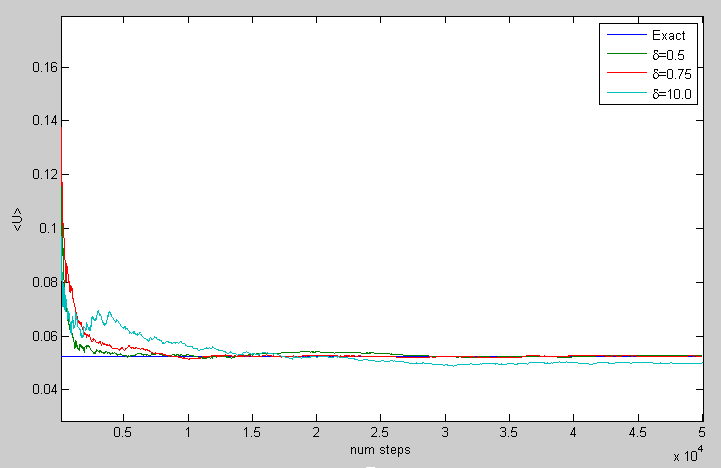 Exact
δ=0.5
δ=0.75
δ=10.0
0.16
0.14
0.12
0.1
0.08
0.06
0.04
<U>
0.5 1 1.5 2 2.5 3 3.5 4 4.5 5
num steps
x 10^4